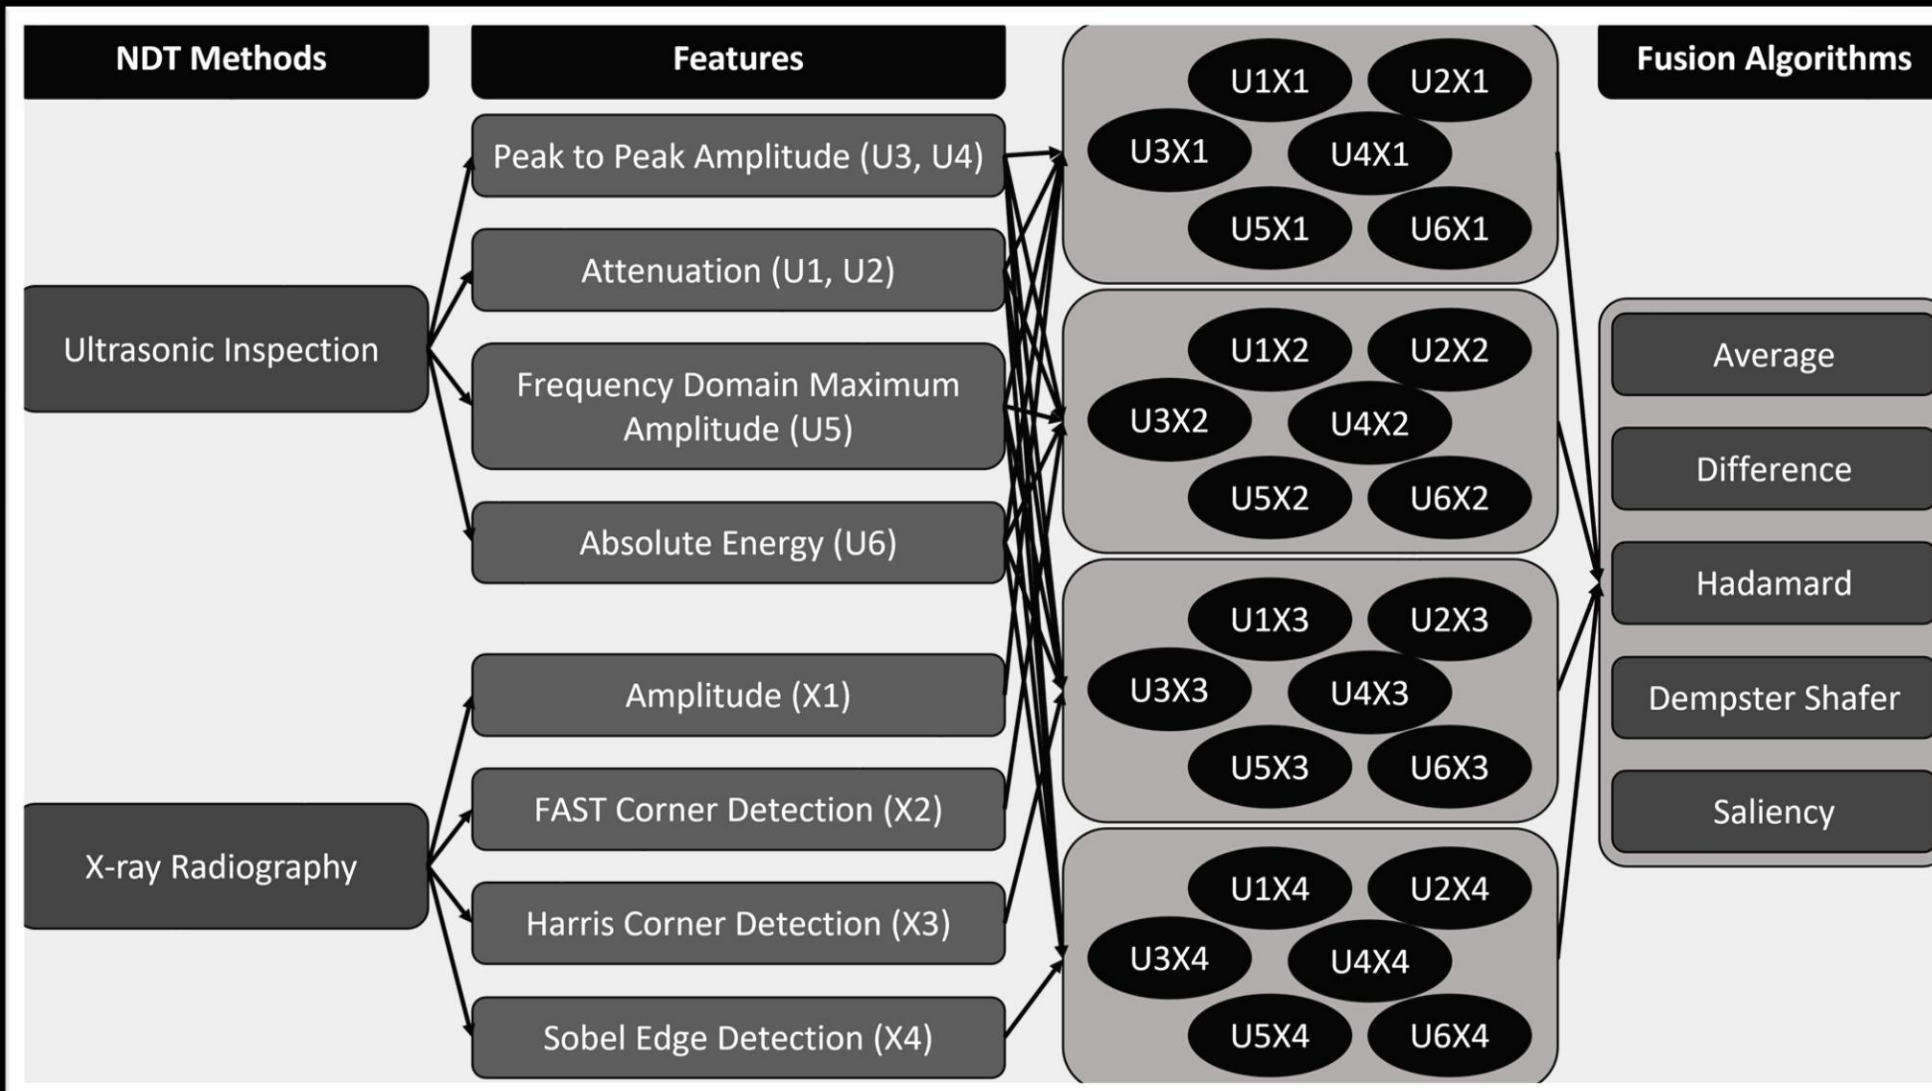 NDT Methods
Features
Fusion Algorithms
Ultrasonic Inspection
X-ray Radiography
Peak to Peak Amplitude (U3, U4)
Attenuation (U1, U2)
Frequency Domain Maximum
Amplitude (U5)
Absolute Energy (U6)
Amplitude (X1)
FAST Corner Detection (X2)
Harris Corner Detection (X3)
Sobel Edge Detection (X4)
U1X1
U2X1
U3X1
U4X1
U5X1
U6X1
U1X2
U2X2
U3X2
U4X2
U5X2
U6X2
U1X3
U2X3
U3X3
U4X3
U5X3
U6X3
U1X4
U2X4
U3X4
U4X4
U5X4
U6X4
Average
Difference
Hadamard
Dempster Shafer
Saliency